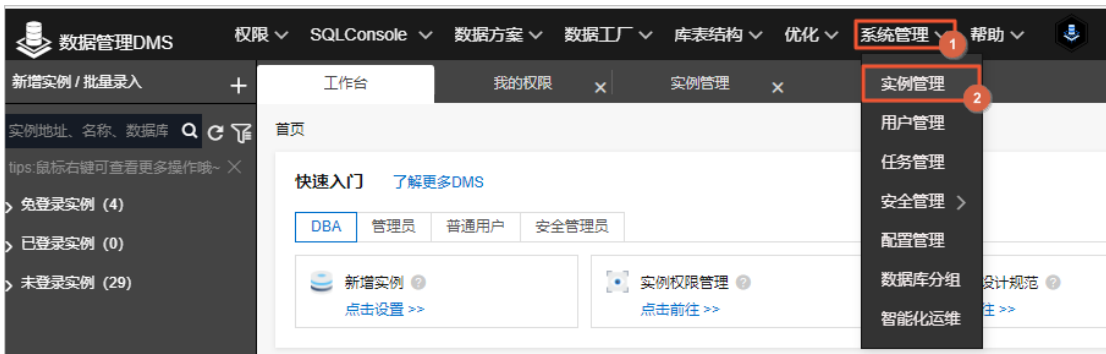 数据管理DMS 权限 SQLConsole 数据方案 数据工厂 库表结构 优化 系统管理 帮助
1
新增实例 / 批量录入 + 工作台 我的权限 × 实例管理 × 实例管理
2
实例地址、名称、数据库 首页 用户管理
tips:鼠标右键可查看更多操作哦~ × 任务管理
快速入门 了解更多DMS
免登录实例 (4) 安全管理
DBA 管理员 普通用户 安全管理员
已登录实例 (0) 配置管理
未登录实例 (29) 新增实例 实例权限管理 数据库分组 设计规范
点击设置 >> 点击前往 >> 往 >>
智能化运维